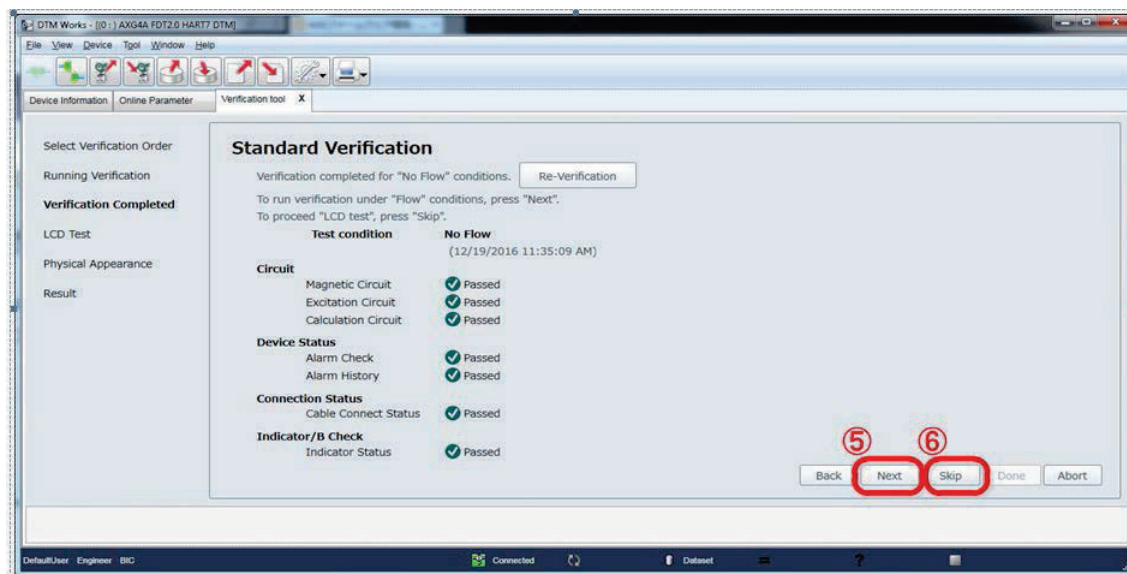 DTM Works - [(0 : ) AXG4A FDT2.0 HART7 DTM]
File View Device Tool Window Help
Device Information Online Parameter Verification tool X
Select Verification Order
Running Verification
Verification Completed
LCD Test
Physical Appearance
Result
Standard Verification
Verification completed for "No Flow" conditions. Re-Verification
To run verification under "Flow" conditions, press "Next".
To proceed "LCD test", press "Skip".
Test condition No Flow
(12/19/2016 11:35:09 AM)
Circuit
Magnetic Circuit Passed
Excitation Circuit Passed
Calculation Circuit Passed
Device Status
Alarm Check Passed
Alarm History Passed
Connection Status
Cable Connect Status Passed
Indicator/B Check
Indicator Status Passed
⑤ ⑥
Back Next Skip Done Abort
DefaultUser Engineer BIC Connected Dataset ?